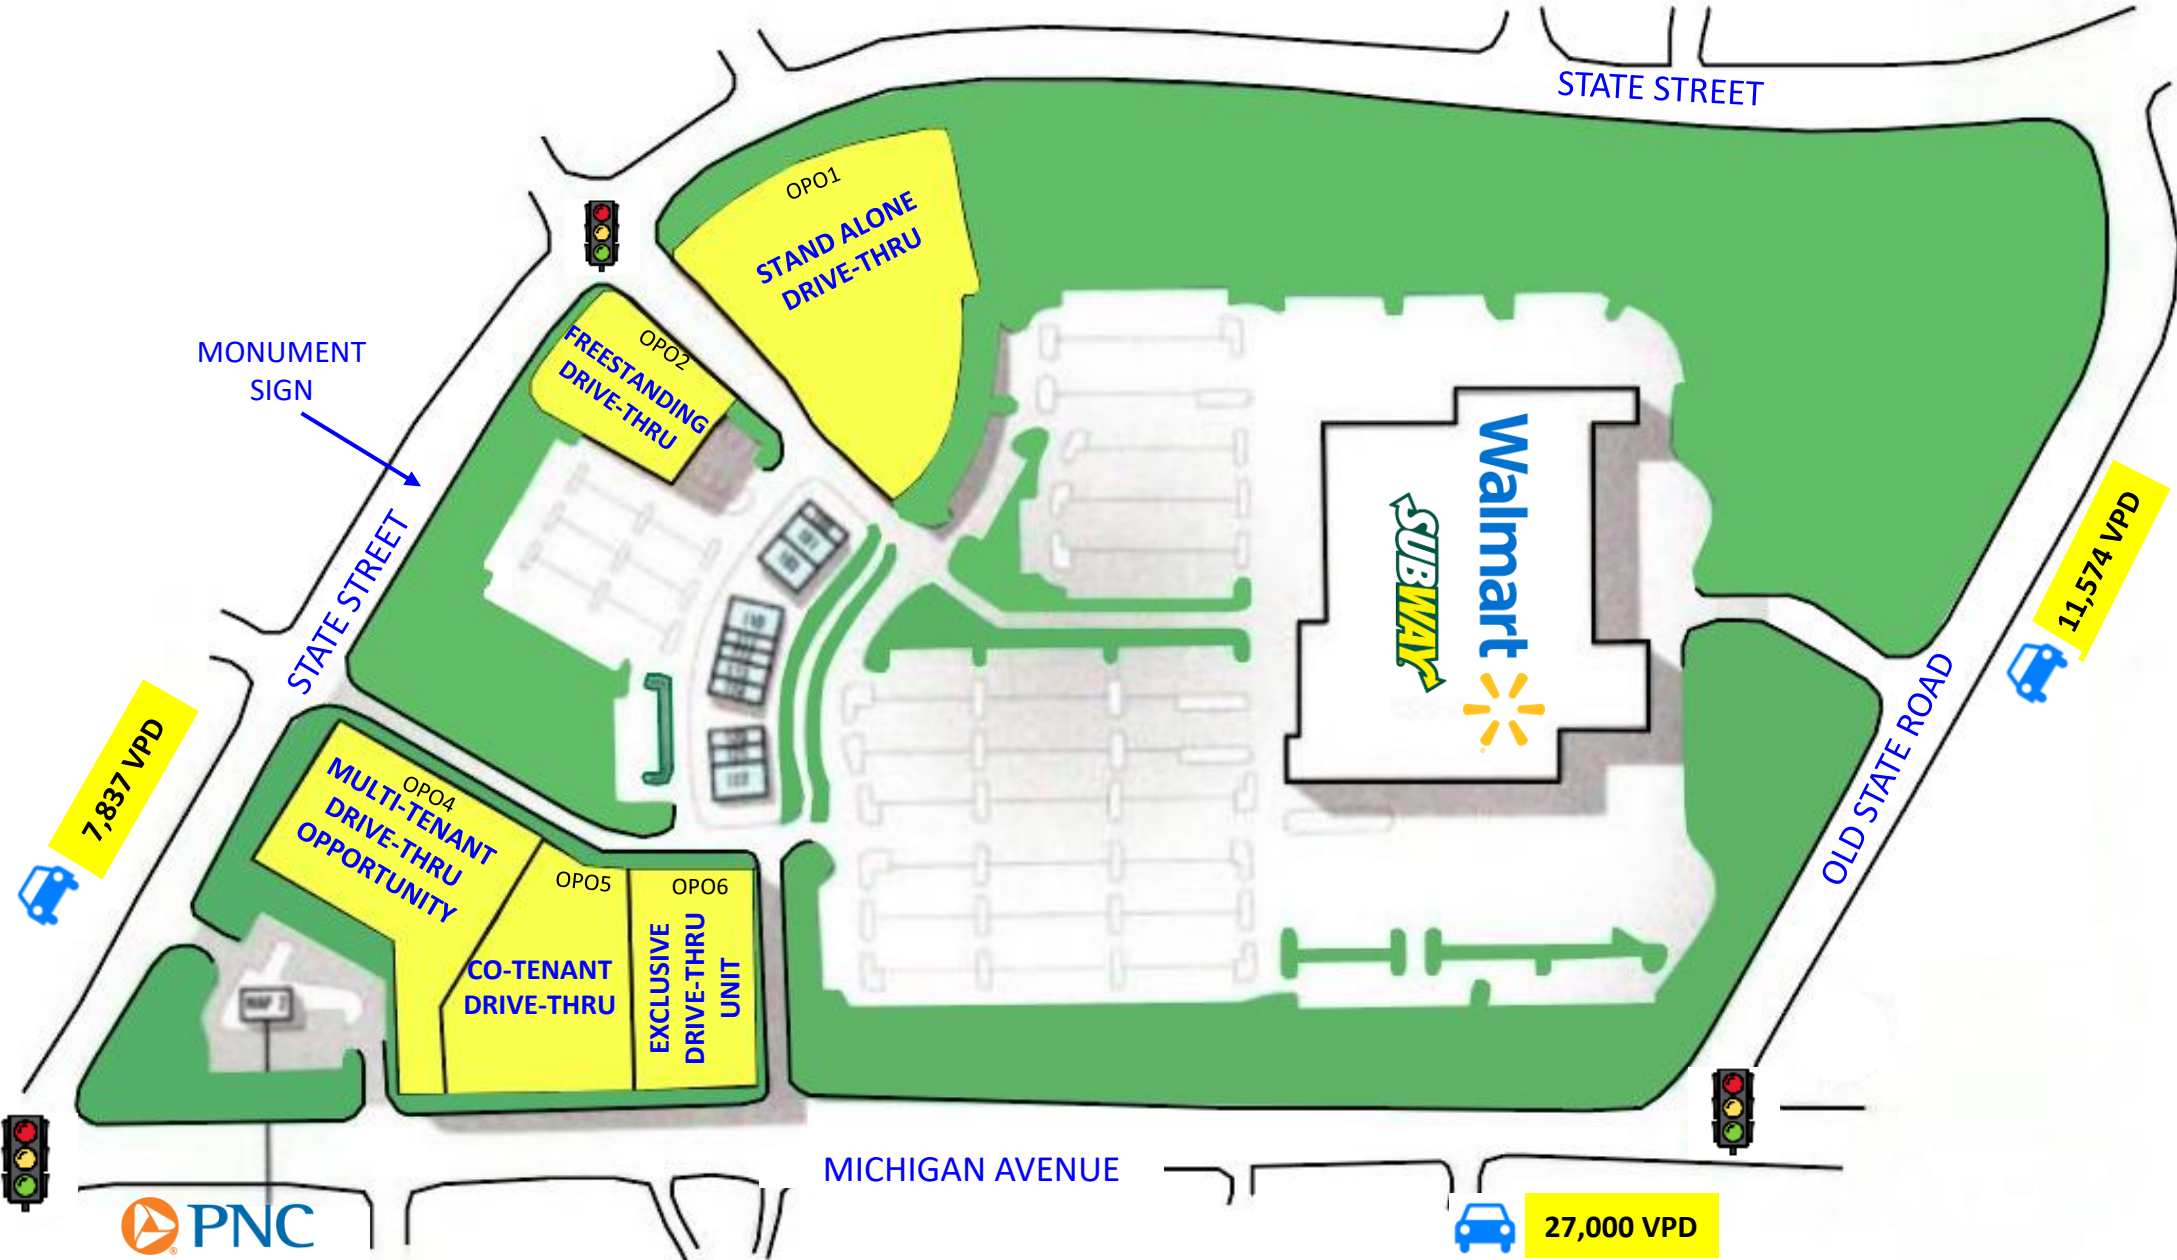 STATE STREET
OPO1
STAND ALONE
DRIVE-THRU
OPO2
FREESTANDING
DRIVE-THRU
MONUMENT
SIGN
Walmart
SUBWAY
11,574 VPD
STATE STREET
OLD STATE ROAD
7,837 VPD
OPO4
MULTI-TENANT
DRIVE-THRU
OPPORTUNITY
OPO5
CO-TENANT
DRIVE-THRU
OPO6
EXCLUSIVE
DRIVE-THRU
UNIT
MICHIGAN AVENUE
PNC
27,000 VPD